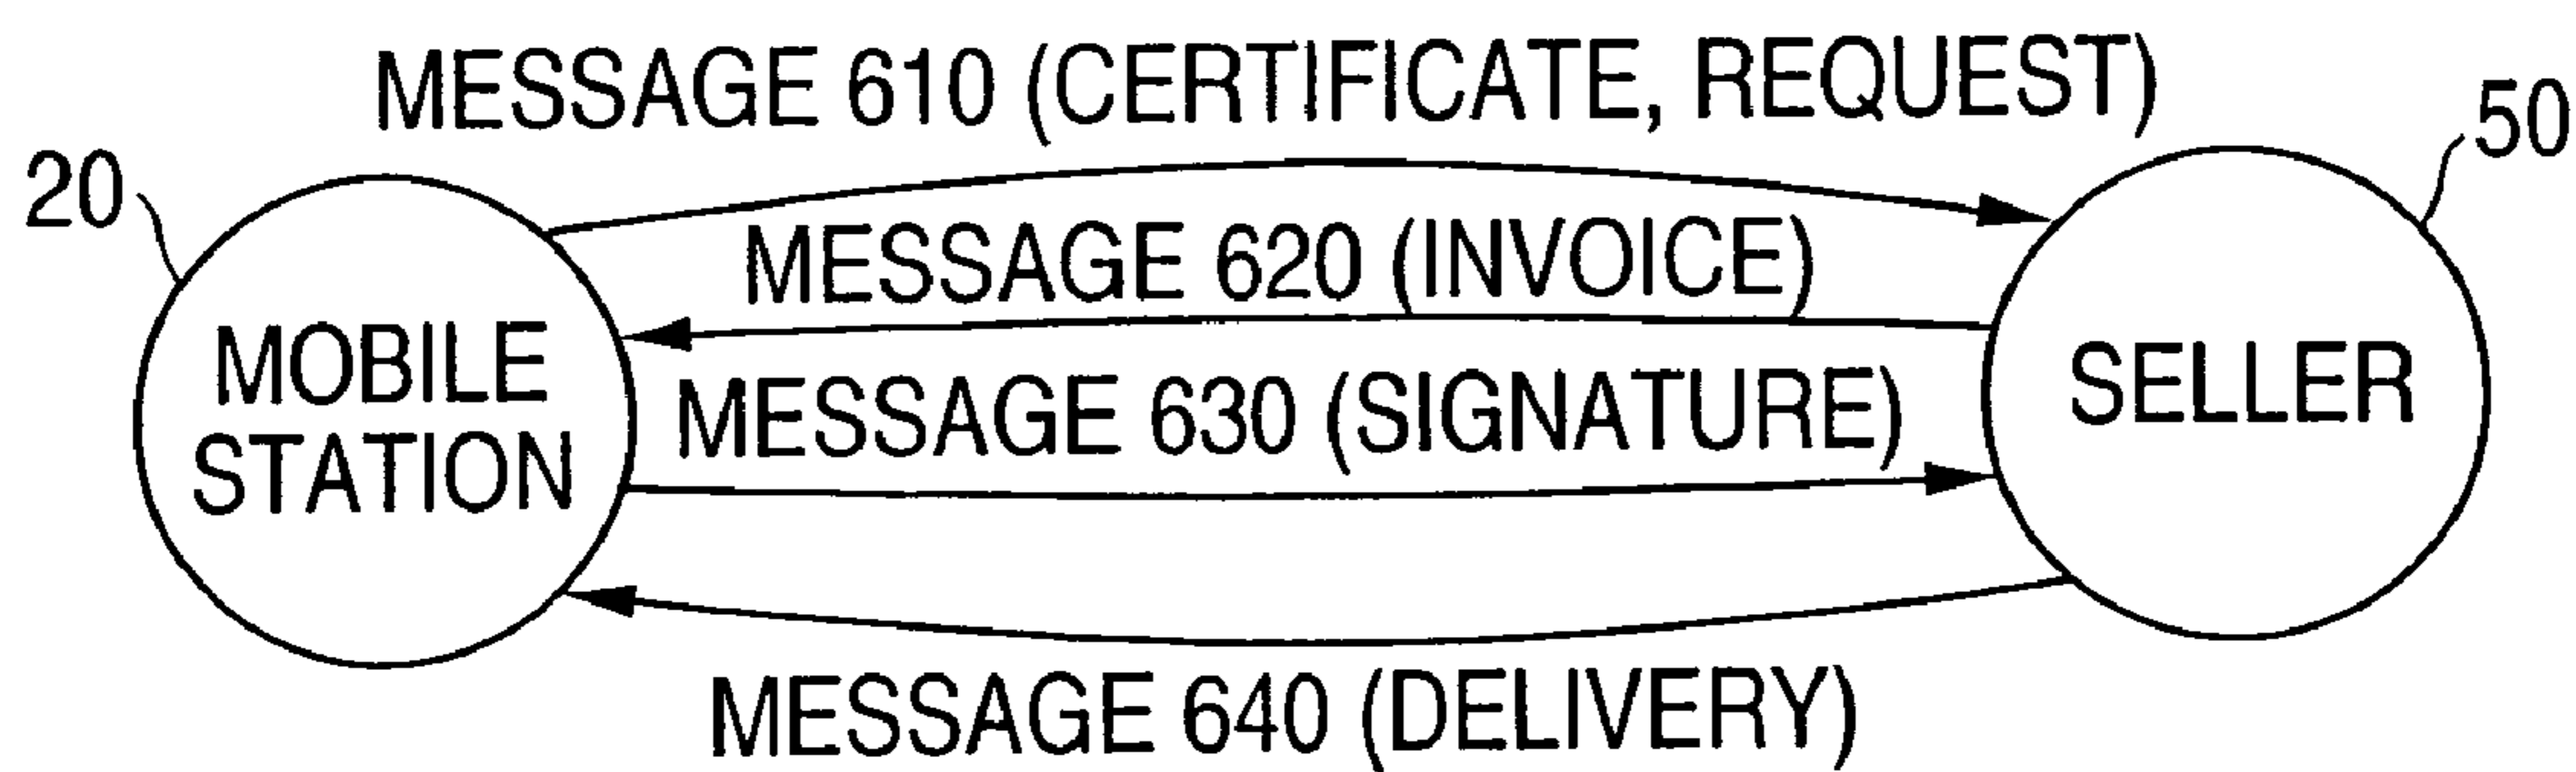 MESSAGE 610 (CERTIFICATE, REQUEST)
20
50
MESSAGE 620 (INVOICE)
MOBILE
STATION
SELLER
MESSAGE 630 (SIGNATURE)
MESSAGE 640 (DELIVERY)